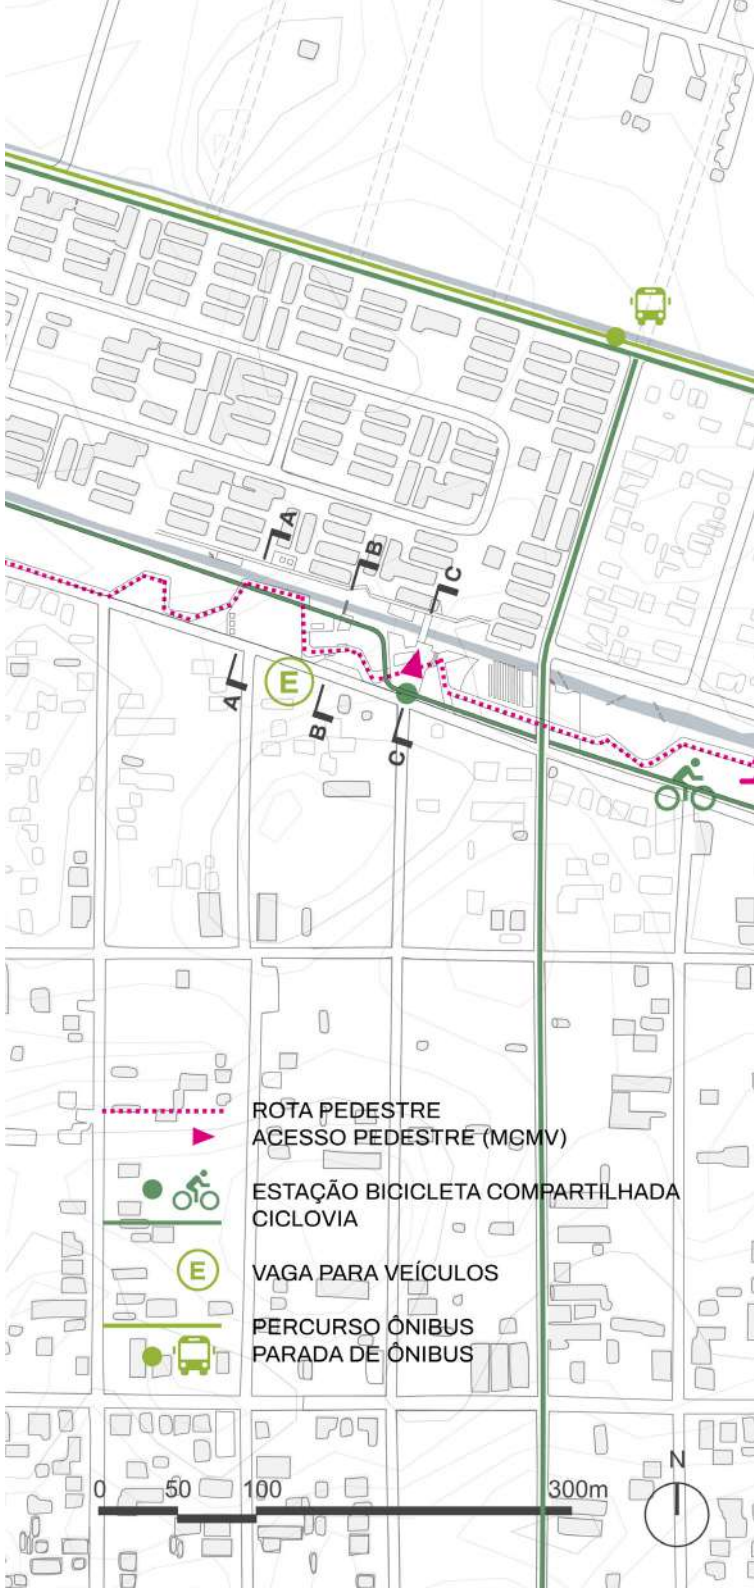 A
B
C
E
A
B
C
ROTA PEDESTRE
ACESSO PEDESTRE (MCMV)
ESTAÇÃO BICICLETA COMPARTILHADA
CICLOVIA
E
VAGA PARA VEÍCULOS
PERCURSO ÔNIBUS
PARADA DE ÔNIBUS
0 50 100 300m
N